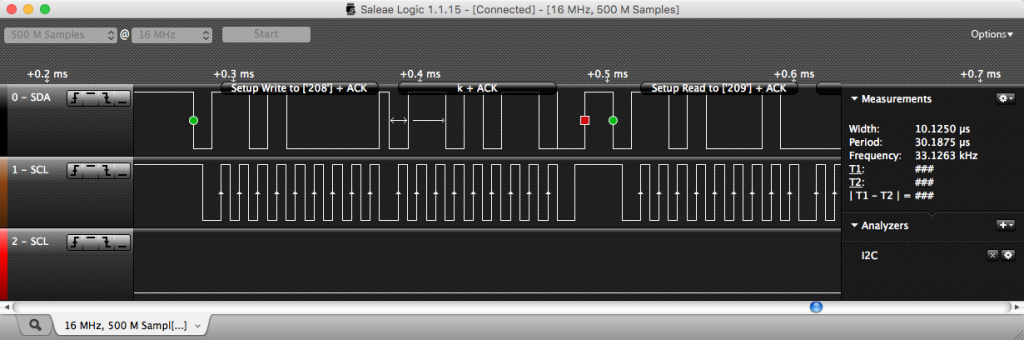 Saleae Logic 1.1.15 - [Connected] - [16 MHz, 500 M Samples]
500 M Samples @ 16 MHz Start Options▾
+0.2 ms +0.3 ms +0.4 ms +0.5 ms +0.6 ms +0.7 ms
0 - SDA
Setup Write to ['208'] + ACK k + ACK Setup Read to ['209'] + ACK
1 - SCL
2 - SCL
Measurements
Width: 10.1250 µs
Period: 30.1875 µs
Frequency: 33.1263 kHz
T1: ###
T2: ###
| T1 - T2 | = ###
Analyzers
I2C
16 MHz, 500 M Sampl[...]